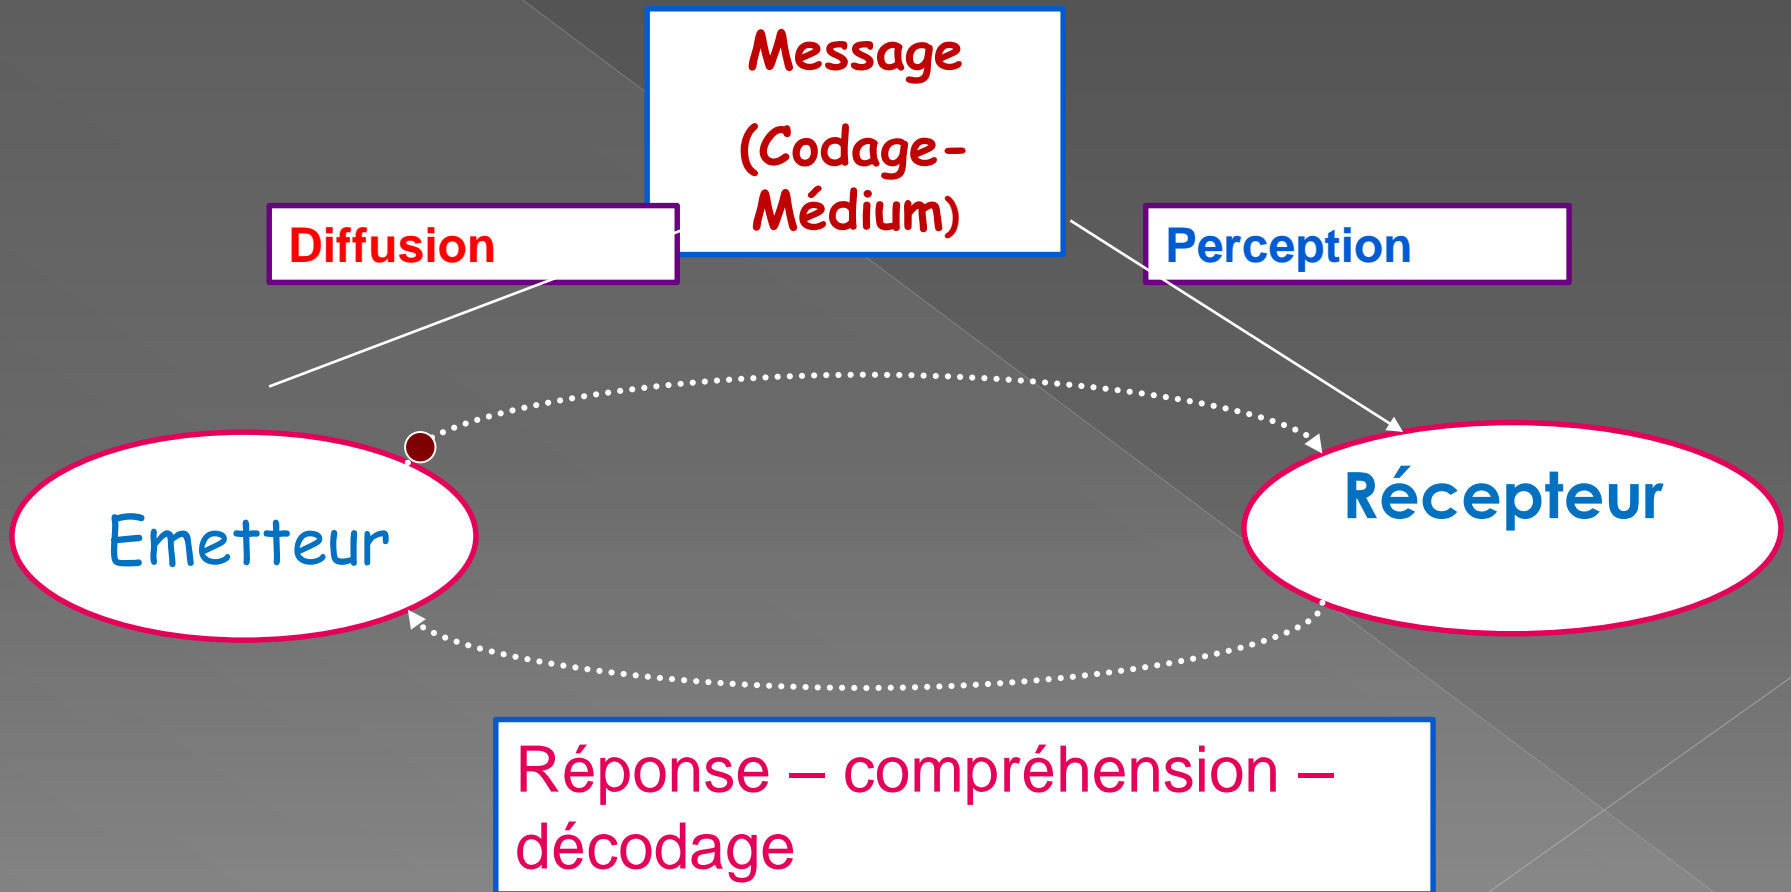 Message
(Codage-
Médium)
Diffusion
Perception
Emetteur
Récepteur
Réponse – compréhension –
décodage